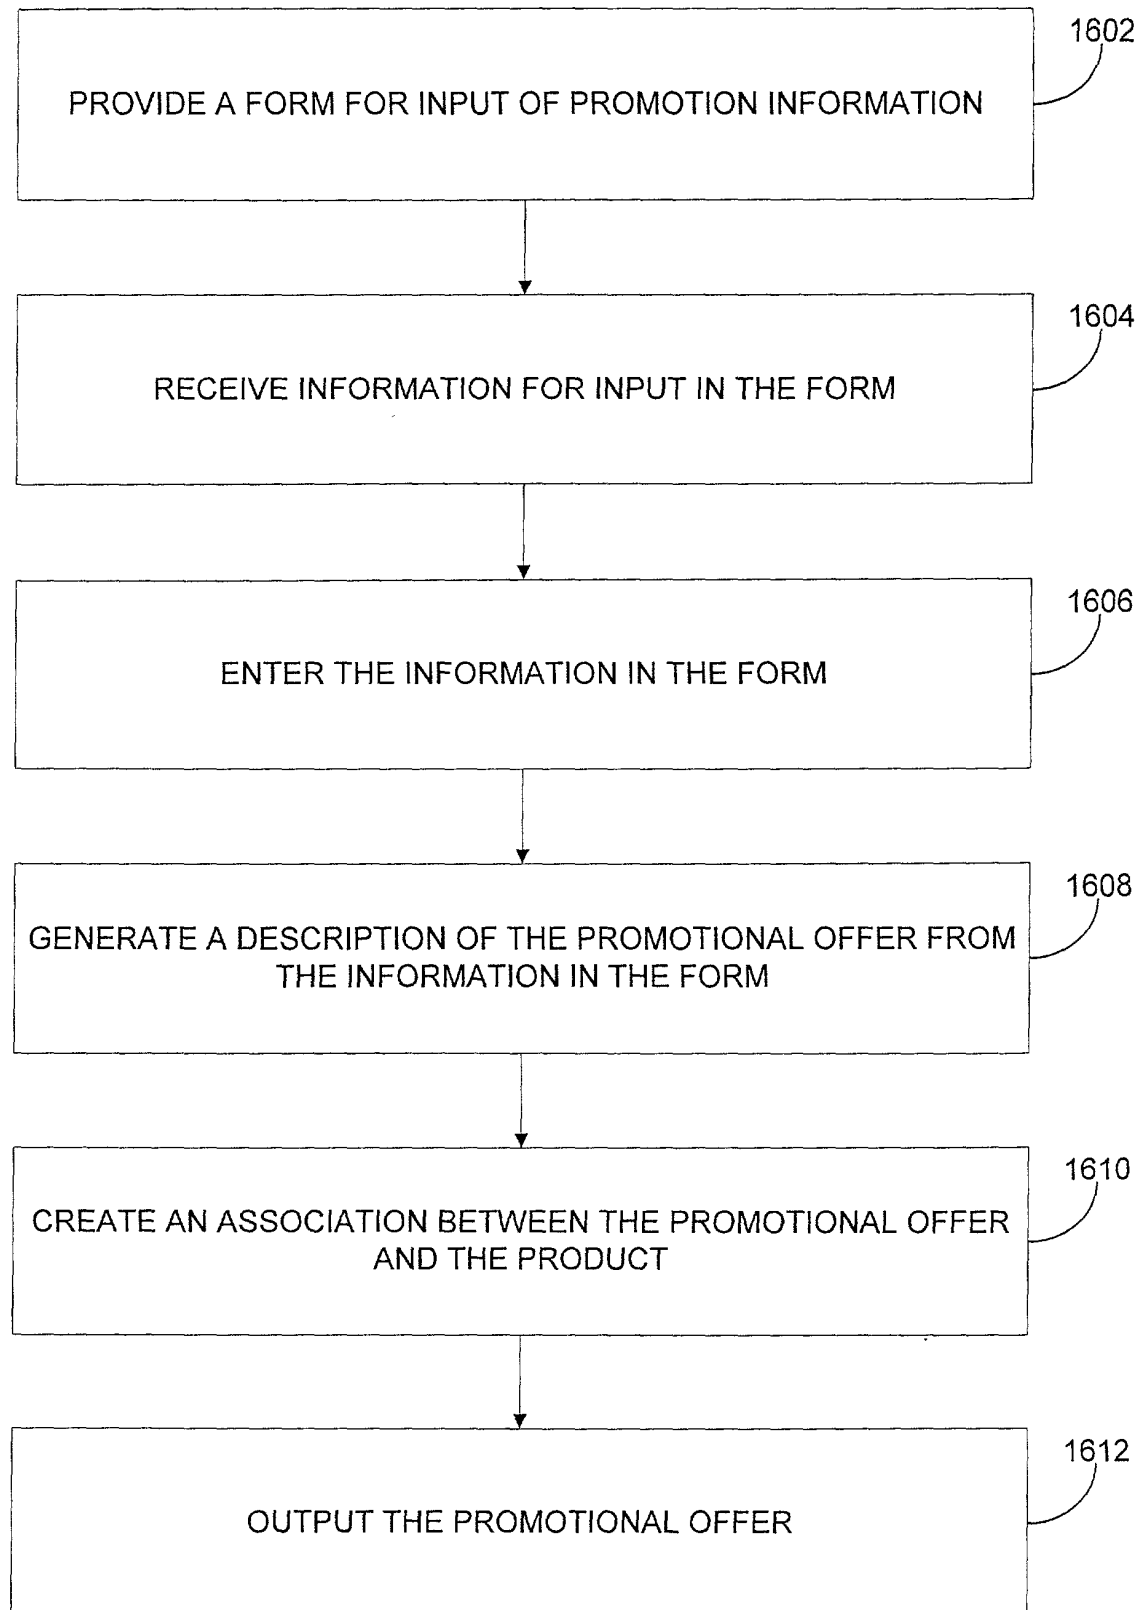 1602
PROVIDE A FORM FOR INPUT OF PROMOTION INFORMATION
1604
RECEIVE INFORMATION FOR INPUT IN THE FORM
1606
ENTER THE INFORMATION IN THE FORM
1608
GENERATE A DESCRIPTION OF THE PROMOTIONAL OFFER FROM
THE INFORMATION IN THE FORM
1610
CREATE AN ASSOCIATION BETWEEN THE PROMOTIONAL OFFER
AND THE PRODUCT
1612
OUTPUT THE PROMOTIONAL OFFER